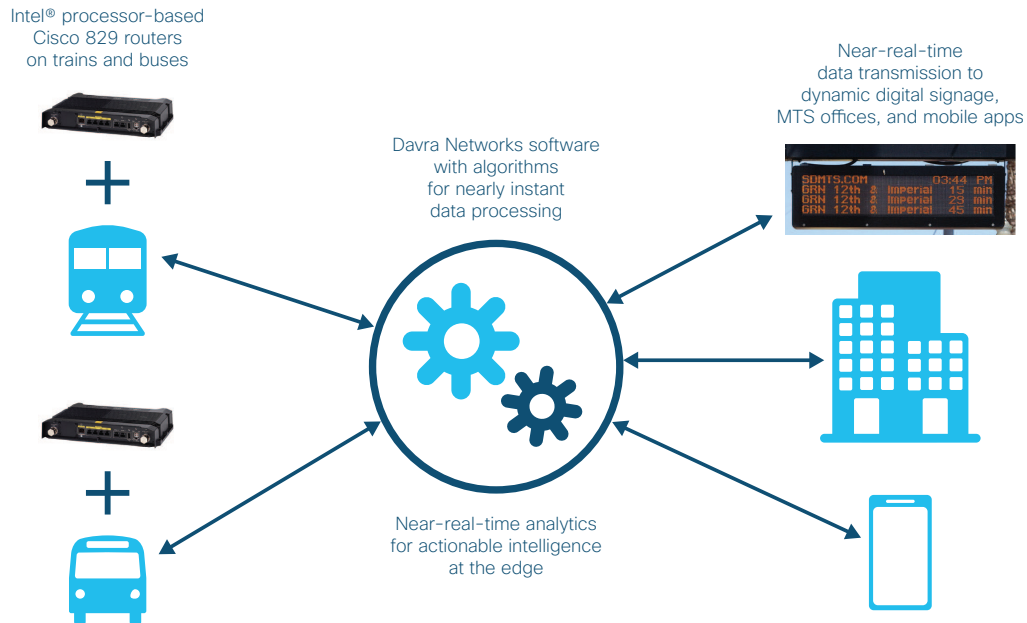 Intel® processor-based
Cisco 829 routers
on trains and buses
Davra Networks software
with algorithms
for nearly instant
data processing
Near-real-time analytics
for actionable intelligence
at the edge
Near-real-time
data transmission to
dynamic digital signage,
MTS offices, and mobile apps
SDMTS.COM 03:44 PM
GRN 12th & Imperial 15 min
GRN 12th & Imperial 29 min
GRN 12th & Imperial 45 min